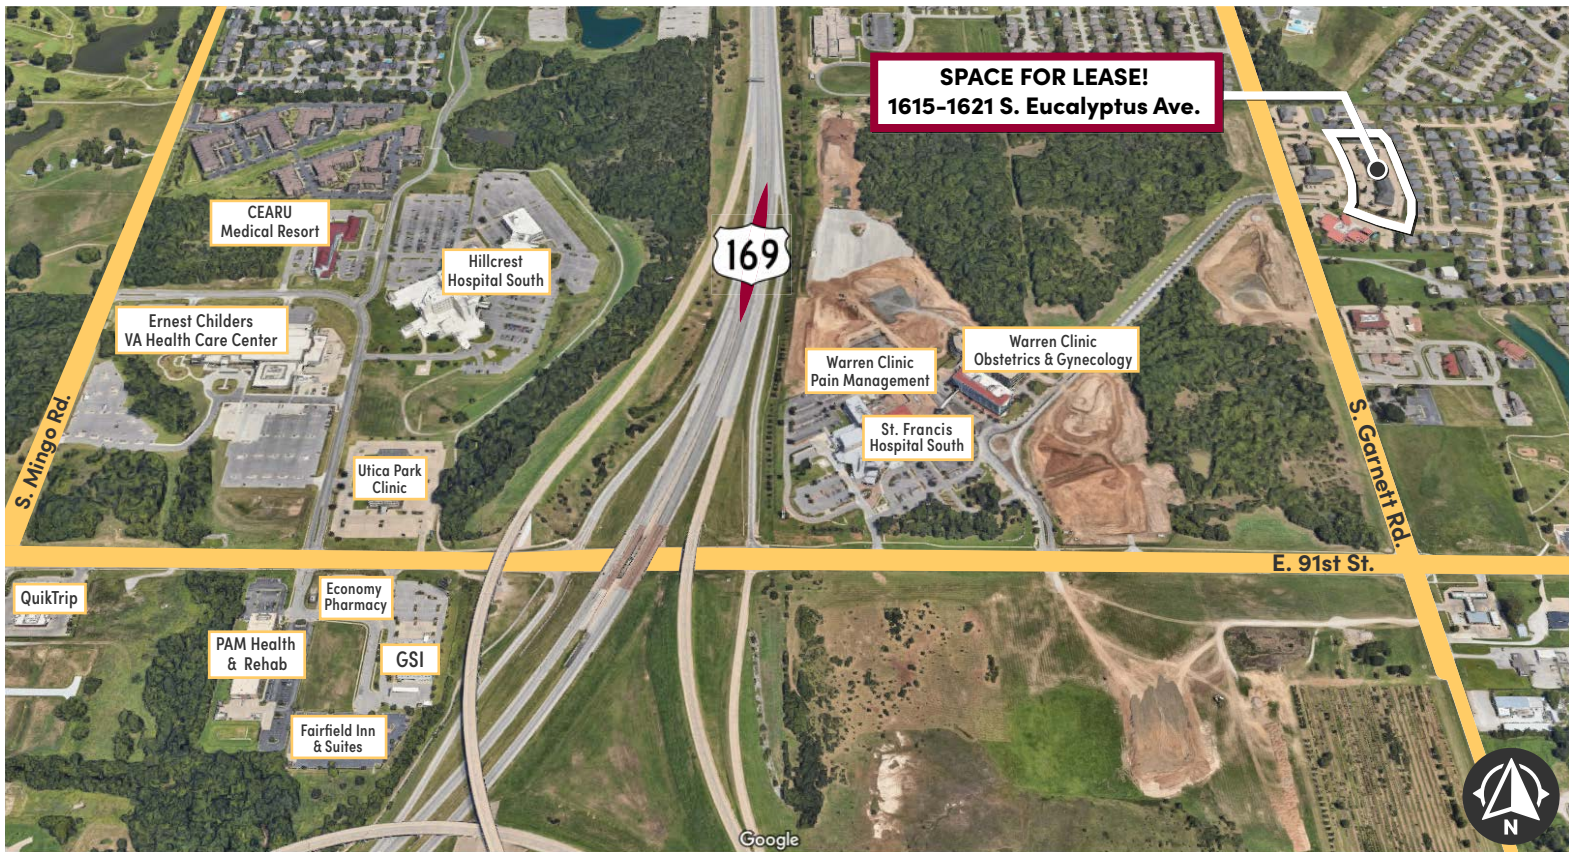 SPACE FOR LEASE!
1615-1621 S. Eucalyptus Ave.
CEARU
Medical Resort
Hillcrest
Hospital South
169
Ernest Childers
VA Health Care Center
Warren Clinic
Obstetrics & Gynecology
Warren Clinic
Pain Management
St. Francis
Hospital South
Utica Park
Clinic
S. Mingo Rd.
S. Garnett Rd.
E. 91st St.
QuikTrip
Economy
Pharmacy
PAM Health
& Rehab
GSI
Fairfield Inn
& Suites
Google
N